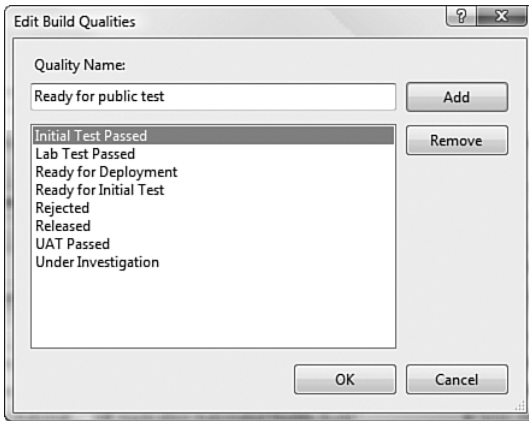 Edit Build Qualities
Quality Name:
Ready for public test
Add
Initial Test Passed
Lab Test Passed
Ready for Deployment
Ready for Initial Test
Rejected
Released
UAT Passed
Under Investigation
Remove
OK
Cancel